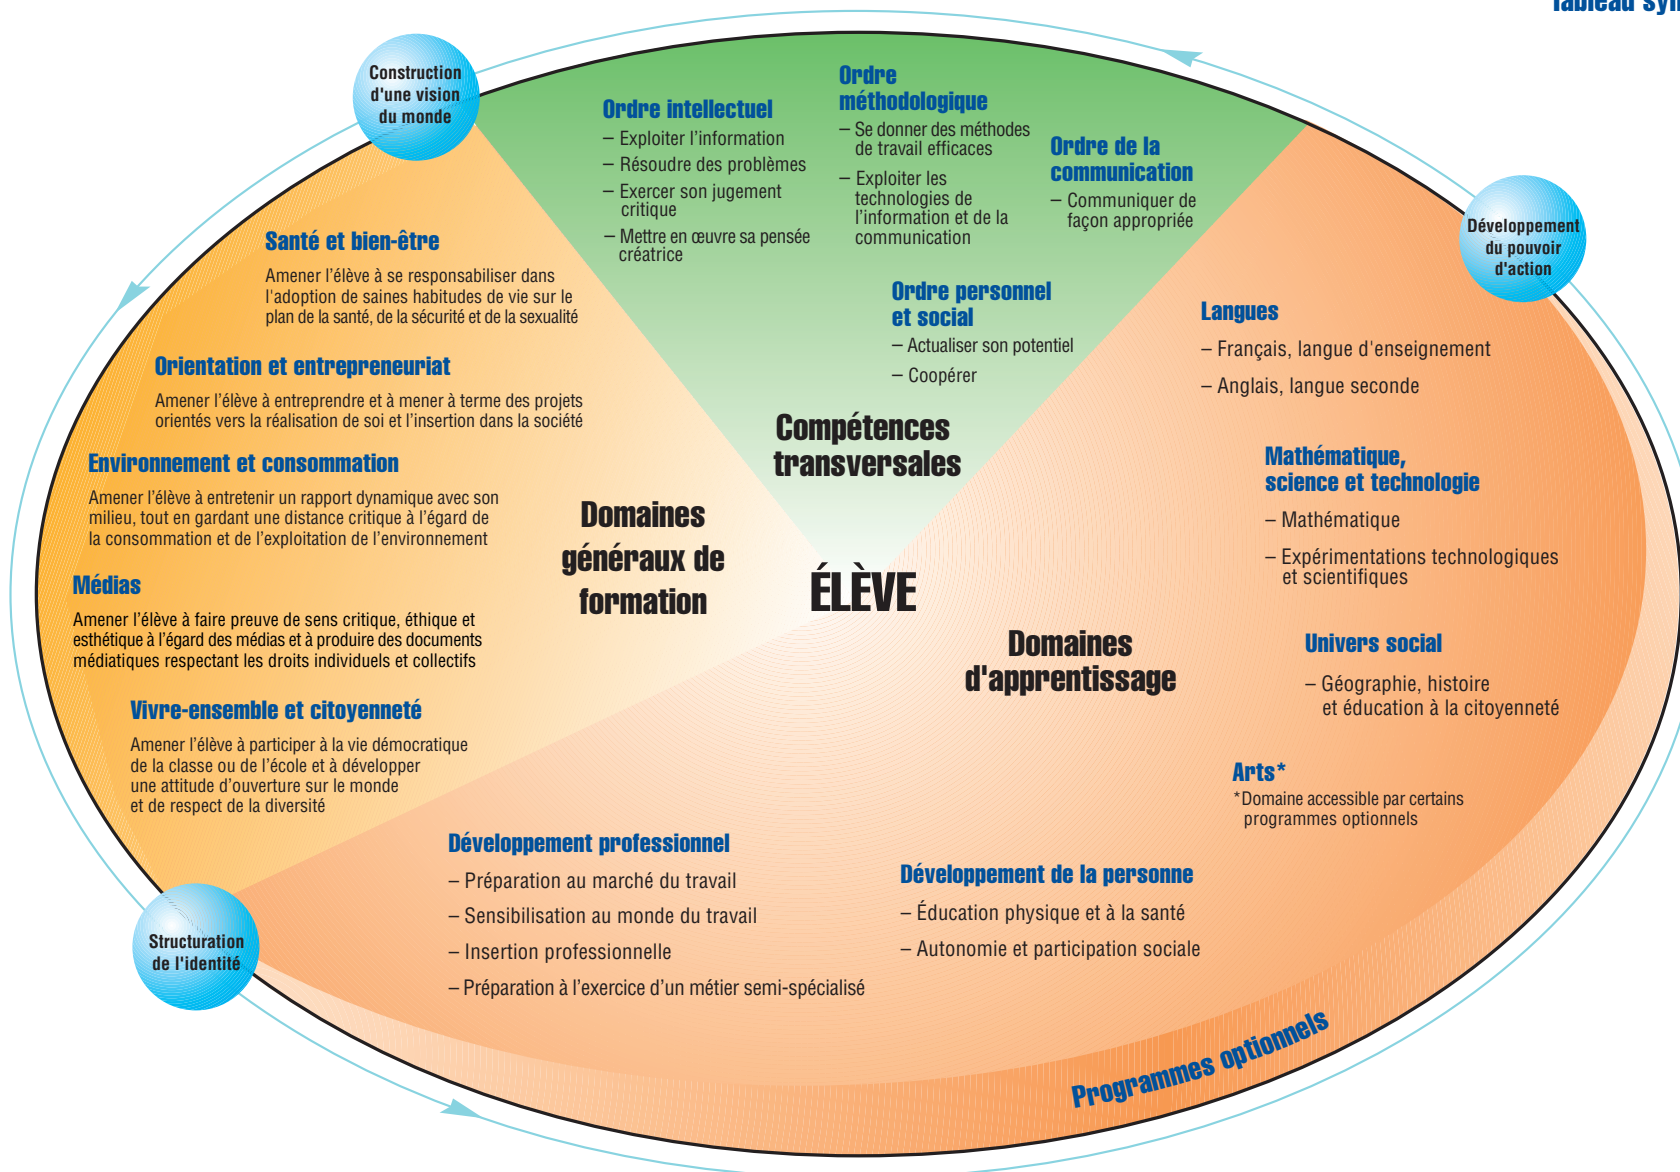 Tableau
Construction
d'une vision
du monde
Ordre intellectuel
– Exploiter l’information
– Résoudre des problèmes
– Exercer son jugement
critique
– Mettre en œuvre sa pensée
créatrice
Ordre
méthodologique
– Se donner des méthodes
de travail efficaces
– Exploiter les
technologies de
l’information et de la
communication
Ordre de la
communication
– Communiquer de
façon appropriée
Ordre personnel
et social
– Actualiser son potentiel
– Coopérer
Compétences
transversales
Développement
du pouvoir
d'action
Santé et bien-être
Amener l’élève à se responsabiliser dans
l'adoption de saines habitudes de vie sur le
plan de la santé, de la sécurité et de la sexualité
Orientation et entrepreneuriat
Amener l’élève à entreprendre et à mener à terme des projets
orientés vers la réalisation de soi et l’insertion dans la société
Environnement et consommation
Amener l’élève à entretenir un rapport dynamique avec son
milieu, tout en gardant une distance critique à l’égard de
la consommation et de l’exploitation de l’environnement
Médias
Amener l’élève à faire preuve de sens critique, éthique et
esthétique à l’égard des médias et à produire des documents
médiatiques respectant les droits individuels et collectifs
Vivre-ensemble et citoyenneté
Amener l’élève à participer à la vie démocratique
de la classe ou de l’école et à développer
une attitude d’ouverture sur le monde
et de respect de la diversité
Domaines
généraux de
formation
ÉLÈVE
Domaines
d'apprentissage
Langues
– Français, langue d'enseignement
– Anglais, langue seconde
Mathématique,
science et technologie
– Mathématique
– Expérimentations technologiques
et scientifiques
Univers social
– Géographie, histoire
et éducation à la citoyenneté
Arts*
*Domaine accessible par certains
programmes optionnels
Développement professionnel
– Préparation au marché du travail
– Sensibilisation au monde du travail
– Insertion professionnelle
– Préparation à l’exercice d’un métier semi-spécialisé
Développement de la personne
– Éducation physique et à la santé
– Autonomie et participation sociale
Structuration
de l'identité
Programmes optionnels